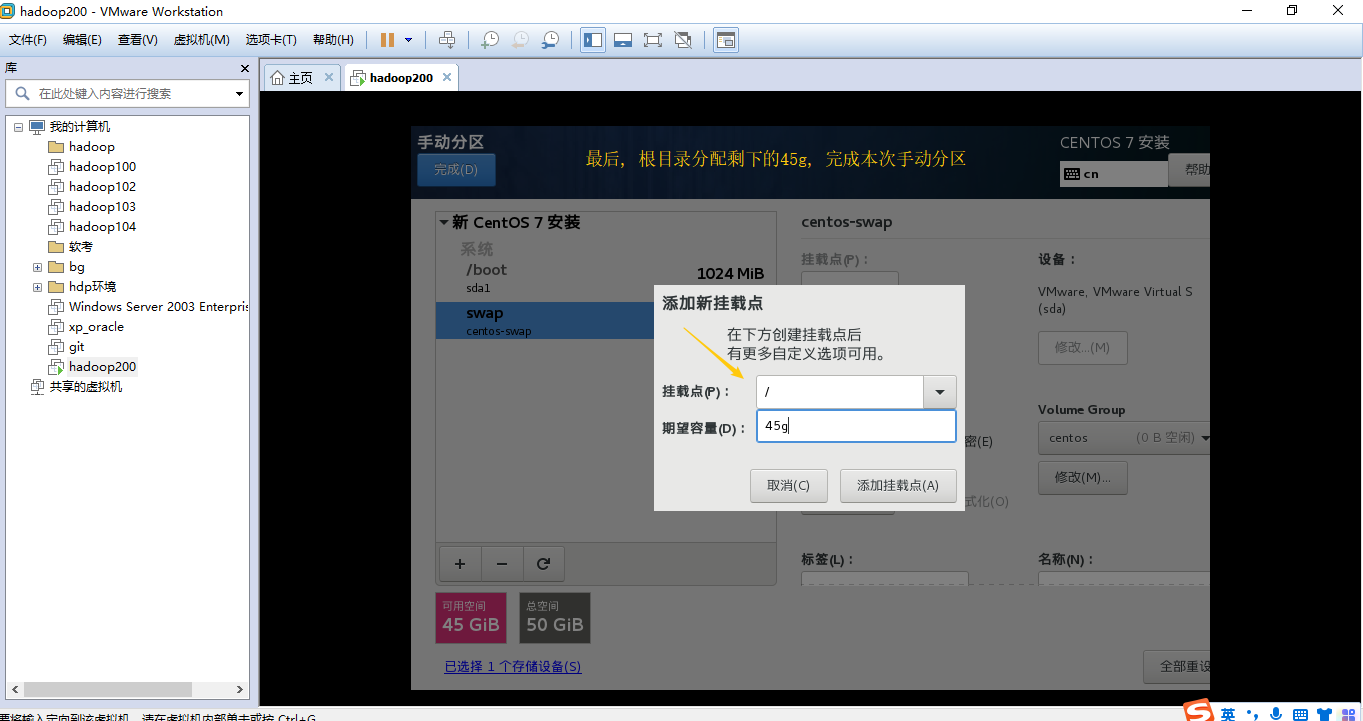 hadoop200 - VMware Workstation
文件(F) 编辑(E) 查看(V) 虚拟机(M) 选项卡(T) 帮助(H)
库
在此处键入内容进行搜索
我的计算机
hadoop
hadoop100
hadoop102
hadoop103
hadoop104
软考
bg
hdp环境
Windows Server 2003 Enterpris
xp_oracle
git
hadoop200
共享的虚拟机
主页
hadoop200
手动分区
完成(D)
最后，根目录分配剩下的45g，完成本次手动分区
CENTOS 7 安装
cn
帮助
新 CentOS 7 安装
系统
/boot
1024 MiB
sda1
swap
centos-swap
centos-swap
挂载点(P)：
设备：
VMware, VMware Virtual S
(sda)
修改...(M)
添加新挂载点
在下方创建挂载点后
有更多自定义选项可用。
挂载点(P)：
/
期望容量(D)：
45g
取消(C)
添加挂载点(A)
Volume Group
centos (0 B 空闲)
密(E)
修改(M)...
式化(O)
标签(L)：
名称(N)：
+ −
可用空间
45 GiB
总空间
50 GiB
已选择 1 个存储设备(S)
全部重设
要将输入定向到该虚拟机，请在虚拟机内部单击或按 Ctrl+G
英